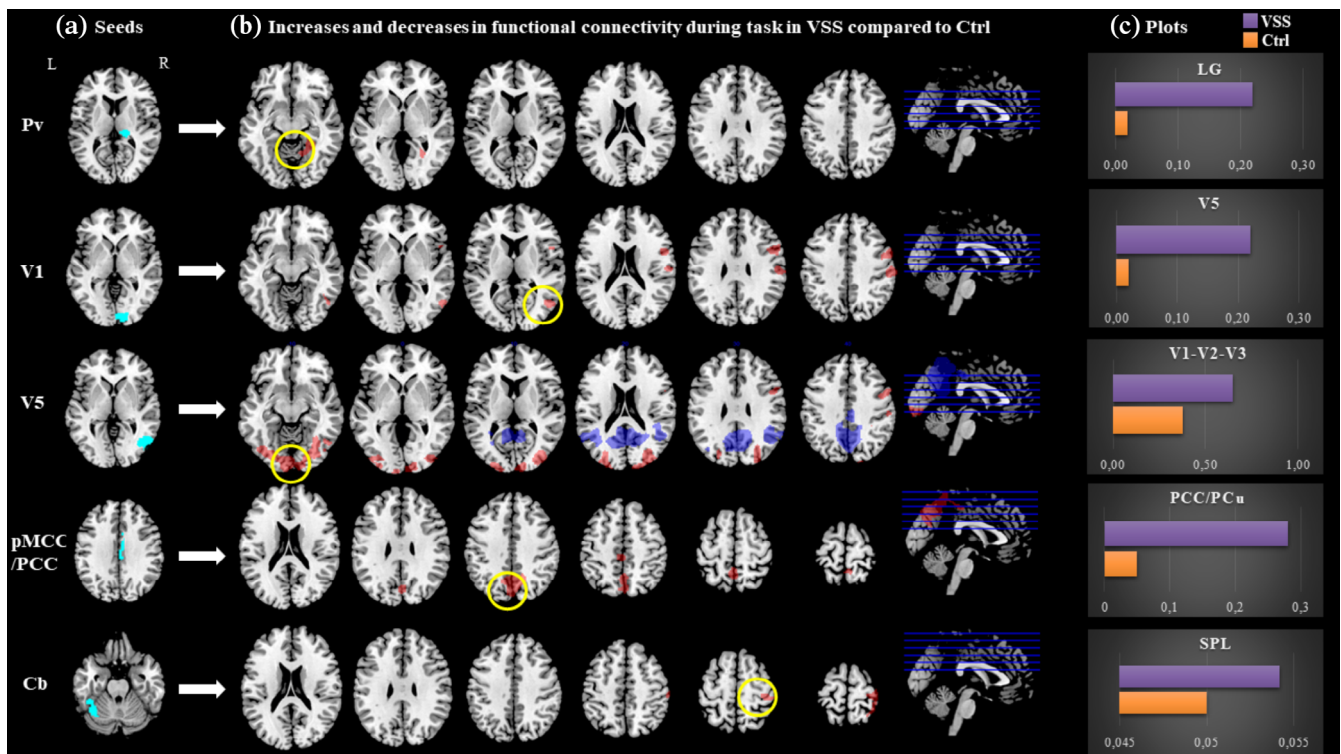 (a) Seeds
(b) Increases and decreases in functional connectivity during task in VSS compared to Ctrl
(c) Plots
VSS
Ctrl
L R
Pv
LG
0,00 0,10 0,20 0,30
V1
V5
0,00 0,10 0,20 0,30
V5
V1-V2-V3
0,00 0,50 1,00
pMCC
/PCC
PCC/PCu
0 0,1 0,2 0,3
Cb
SPL
0,045 0,05 0,055